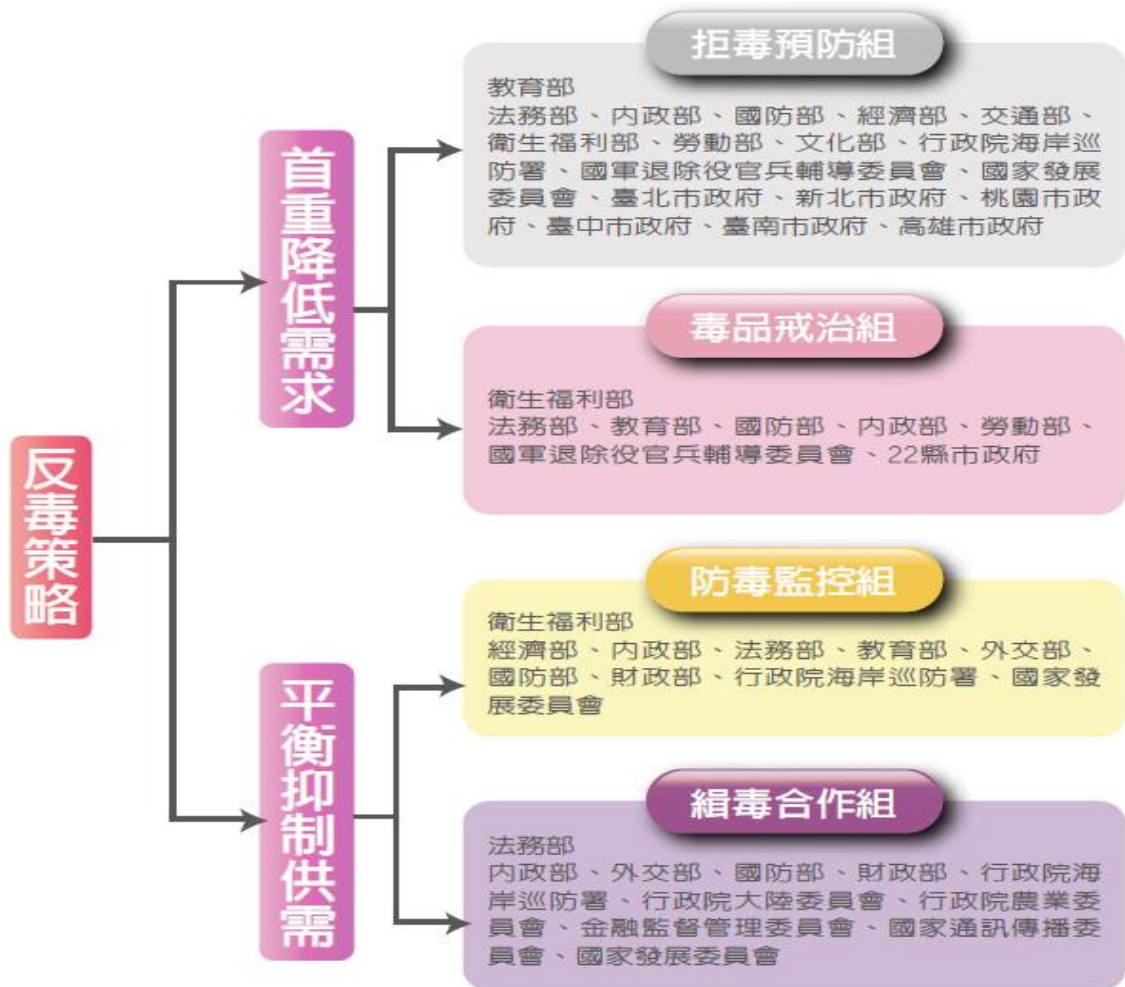 反毒策略
首重降低需求
拒毒預防組
教育部
法務部、內政部、國防部、經濟部、交通部、
衛生福利部、勞動部、文化部、行政院海岸巡
防署、國軍退除役官兵輔導委員會、國家發展
委員會、臺北市政府、新北市政府、桃園市政
府、臺中市政府、臺南市政府、高雄市政府
毒品戒治組
衛生福利部
法務部、教育部、國防部、內政部、勞動部、
國軍退除役官兵輔導委員會、22縣市政府
平衡抑制供需
防毒監控組
衛生福利部
經濟部、內政部、法務部、教育部、外交部、
國防部、財政部、行政院海岸巡防署、國家發
展委員會
緝毒合作組
法務部
內政部、外交部、國防部、財政部、行政院海
岸巡防署、行政院大陸委員會、行政院農業委
員會、金融監督管理委員會、國家通訊傳播委
員會、國家發展委員會